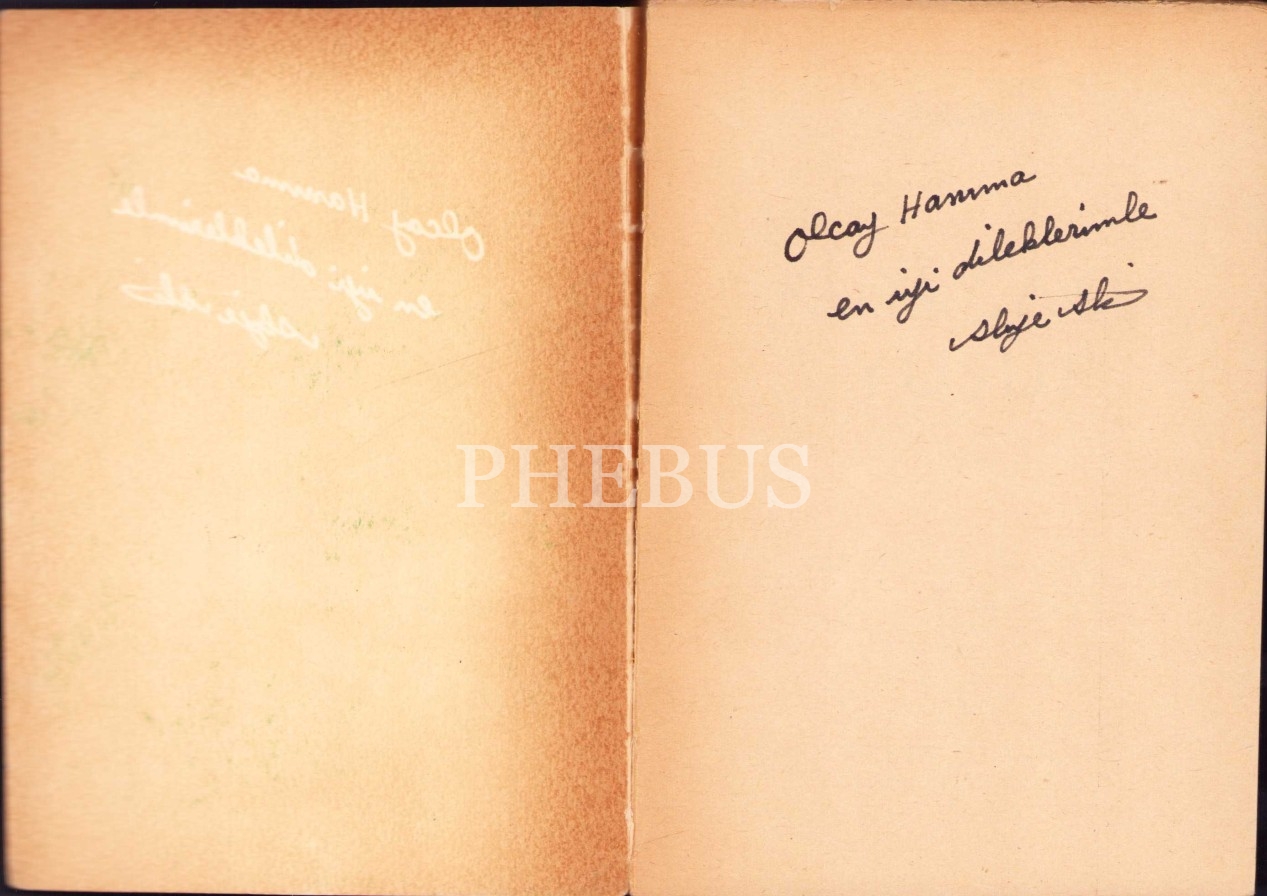 Olcay Hanıma
en iyi dileklerimle
PHEBUS